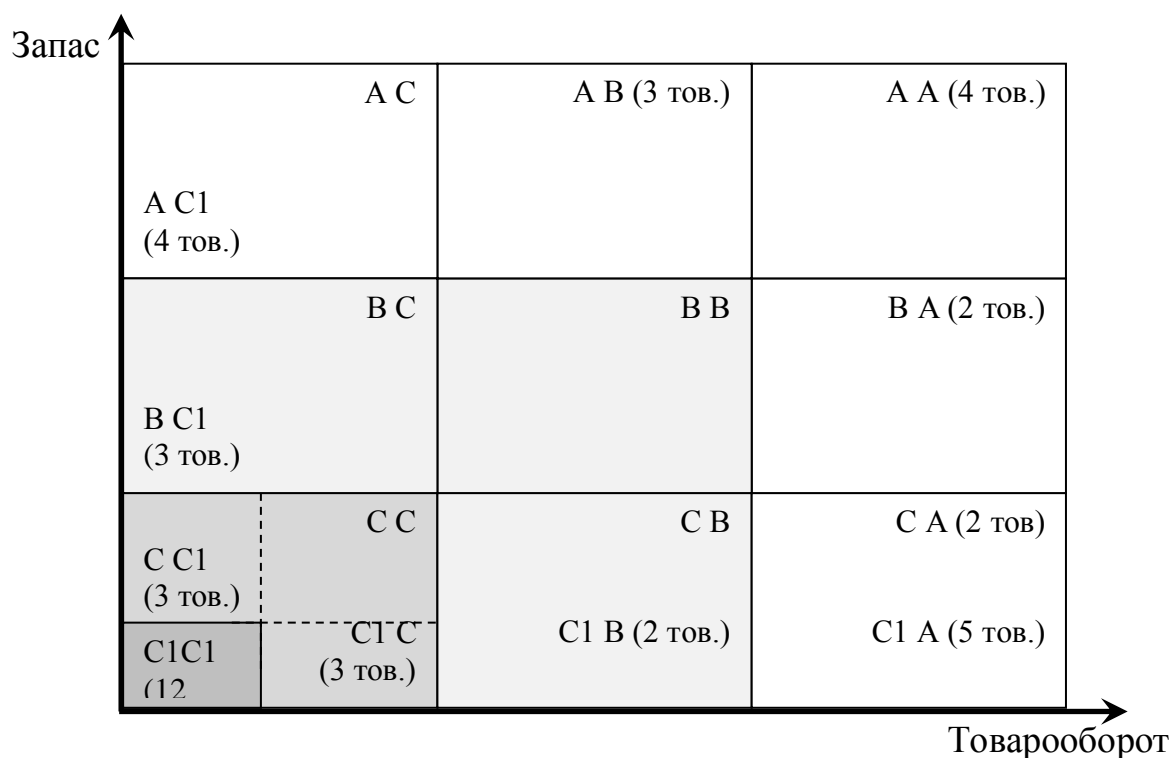 Запас
А С
А В (3 тов.)
А А (4 тов.)
А С1
(4 тов.)
В С
В В
В А (2 тов.)
В С1
(3 тов.)
С С
С В
С А (2 тов)
С С1
(3 тов.)
С1 С
(3 тов.)
С1 В (2 тов.)
С1 А (5 тов.)
С1С1
(12
Товарооборот